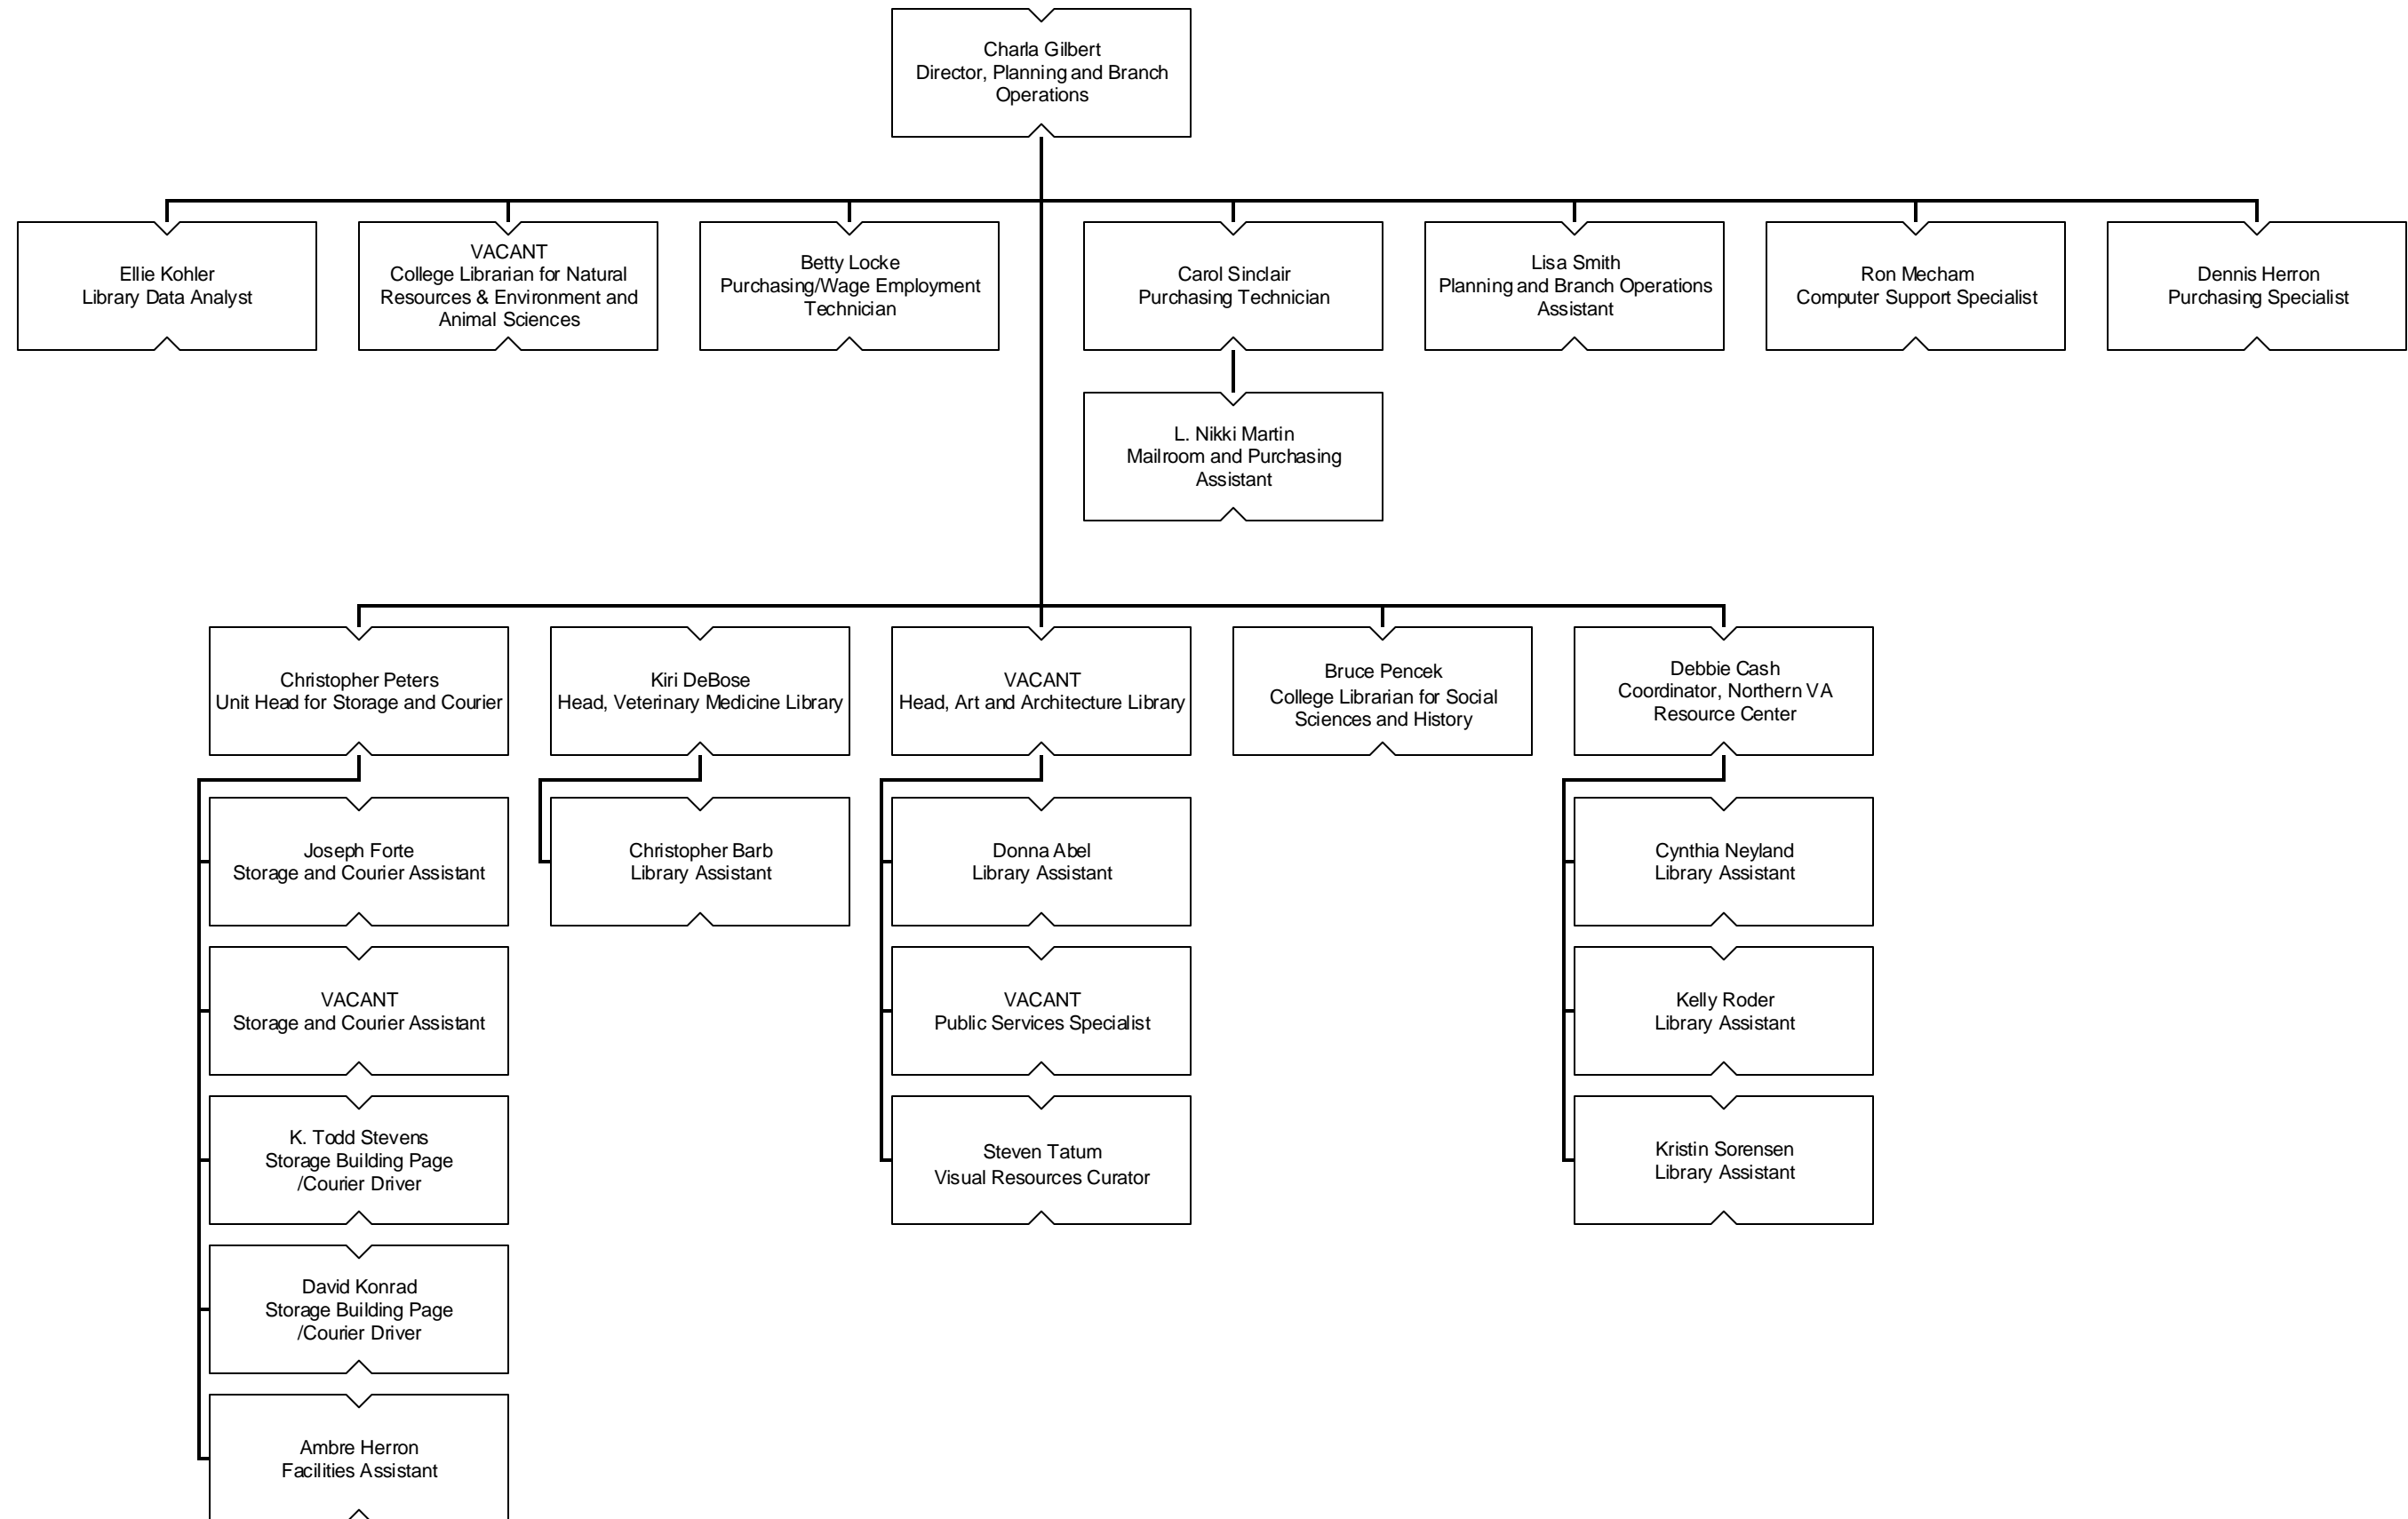 Charla Gilbert
Director, Planning and Branch
Operations
Ellie Kohler
Library Data Analyst
VACANT
College Librarian for Natural
Resources & Environment and
Animal Sciences
Betty Locke
Purchasing/Wage Employment
Technician
Carol Sinclair
Purchasing Technician
Lisa Smith
Planning and Branch Operations
Assistant
Ron Mecham
Computer Support Specialist
Dennis Herron
Purchasing Specialist
L. Nikki Martin
Mailroom and Purchasing
Assistant
Christopher Peters
Unit Head for Storage and Courier
Kiri DeBose
Head, Veterinary Medicine Library
VACANT
Head, Art and Architecture Library
Bruce Pencek
College Librarian for Social
Sciences and History
Debbie Cash
Coordinator, Northern VA
Resource Center
Joseph Forte
Storage and Courier Assistant
Christopher Barb
Library Assistant
Donna Abel
Library Assistant
Cynthia Neyland
Library Assistant
VACANT
Storage and Courier Assistant
VACANT
Public Services Specialist
Kelly Roder
Library Assistant
K. Todd Stevens
Storage Building Page
/Courier Driver
Steven Tatum
Visual Resources Curator
Kristin Sorensen
Library Assistant
David Konrad
Storage Building Page
/Courier Driver
Ambre Herron
Facilities Assistant